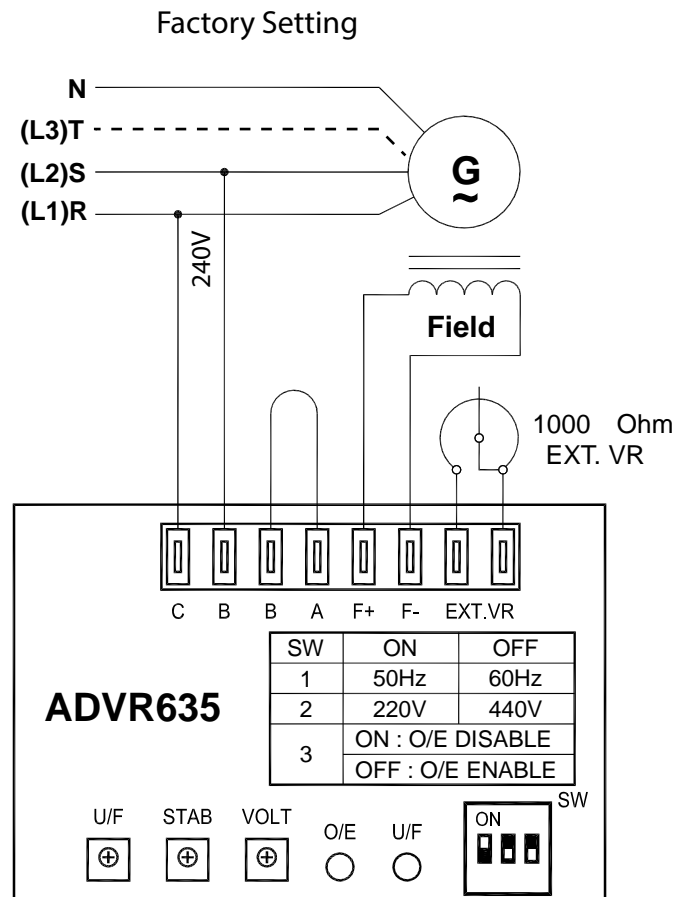 Factory Setting
N
(L3)T
(L2)S
(L1)R
G
~
240V
Field
1000 Ohm
EXT. VR
C B B A F+ F- EXT.VR
SW ON OFF
1 50Hz 60Hz
2 220V 440V
3 ON : O/E DISABLE
OFF : O/E ENABLE
ADVR635
U/F STAB VOLT O/E U/F
SW
ON